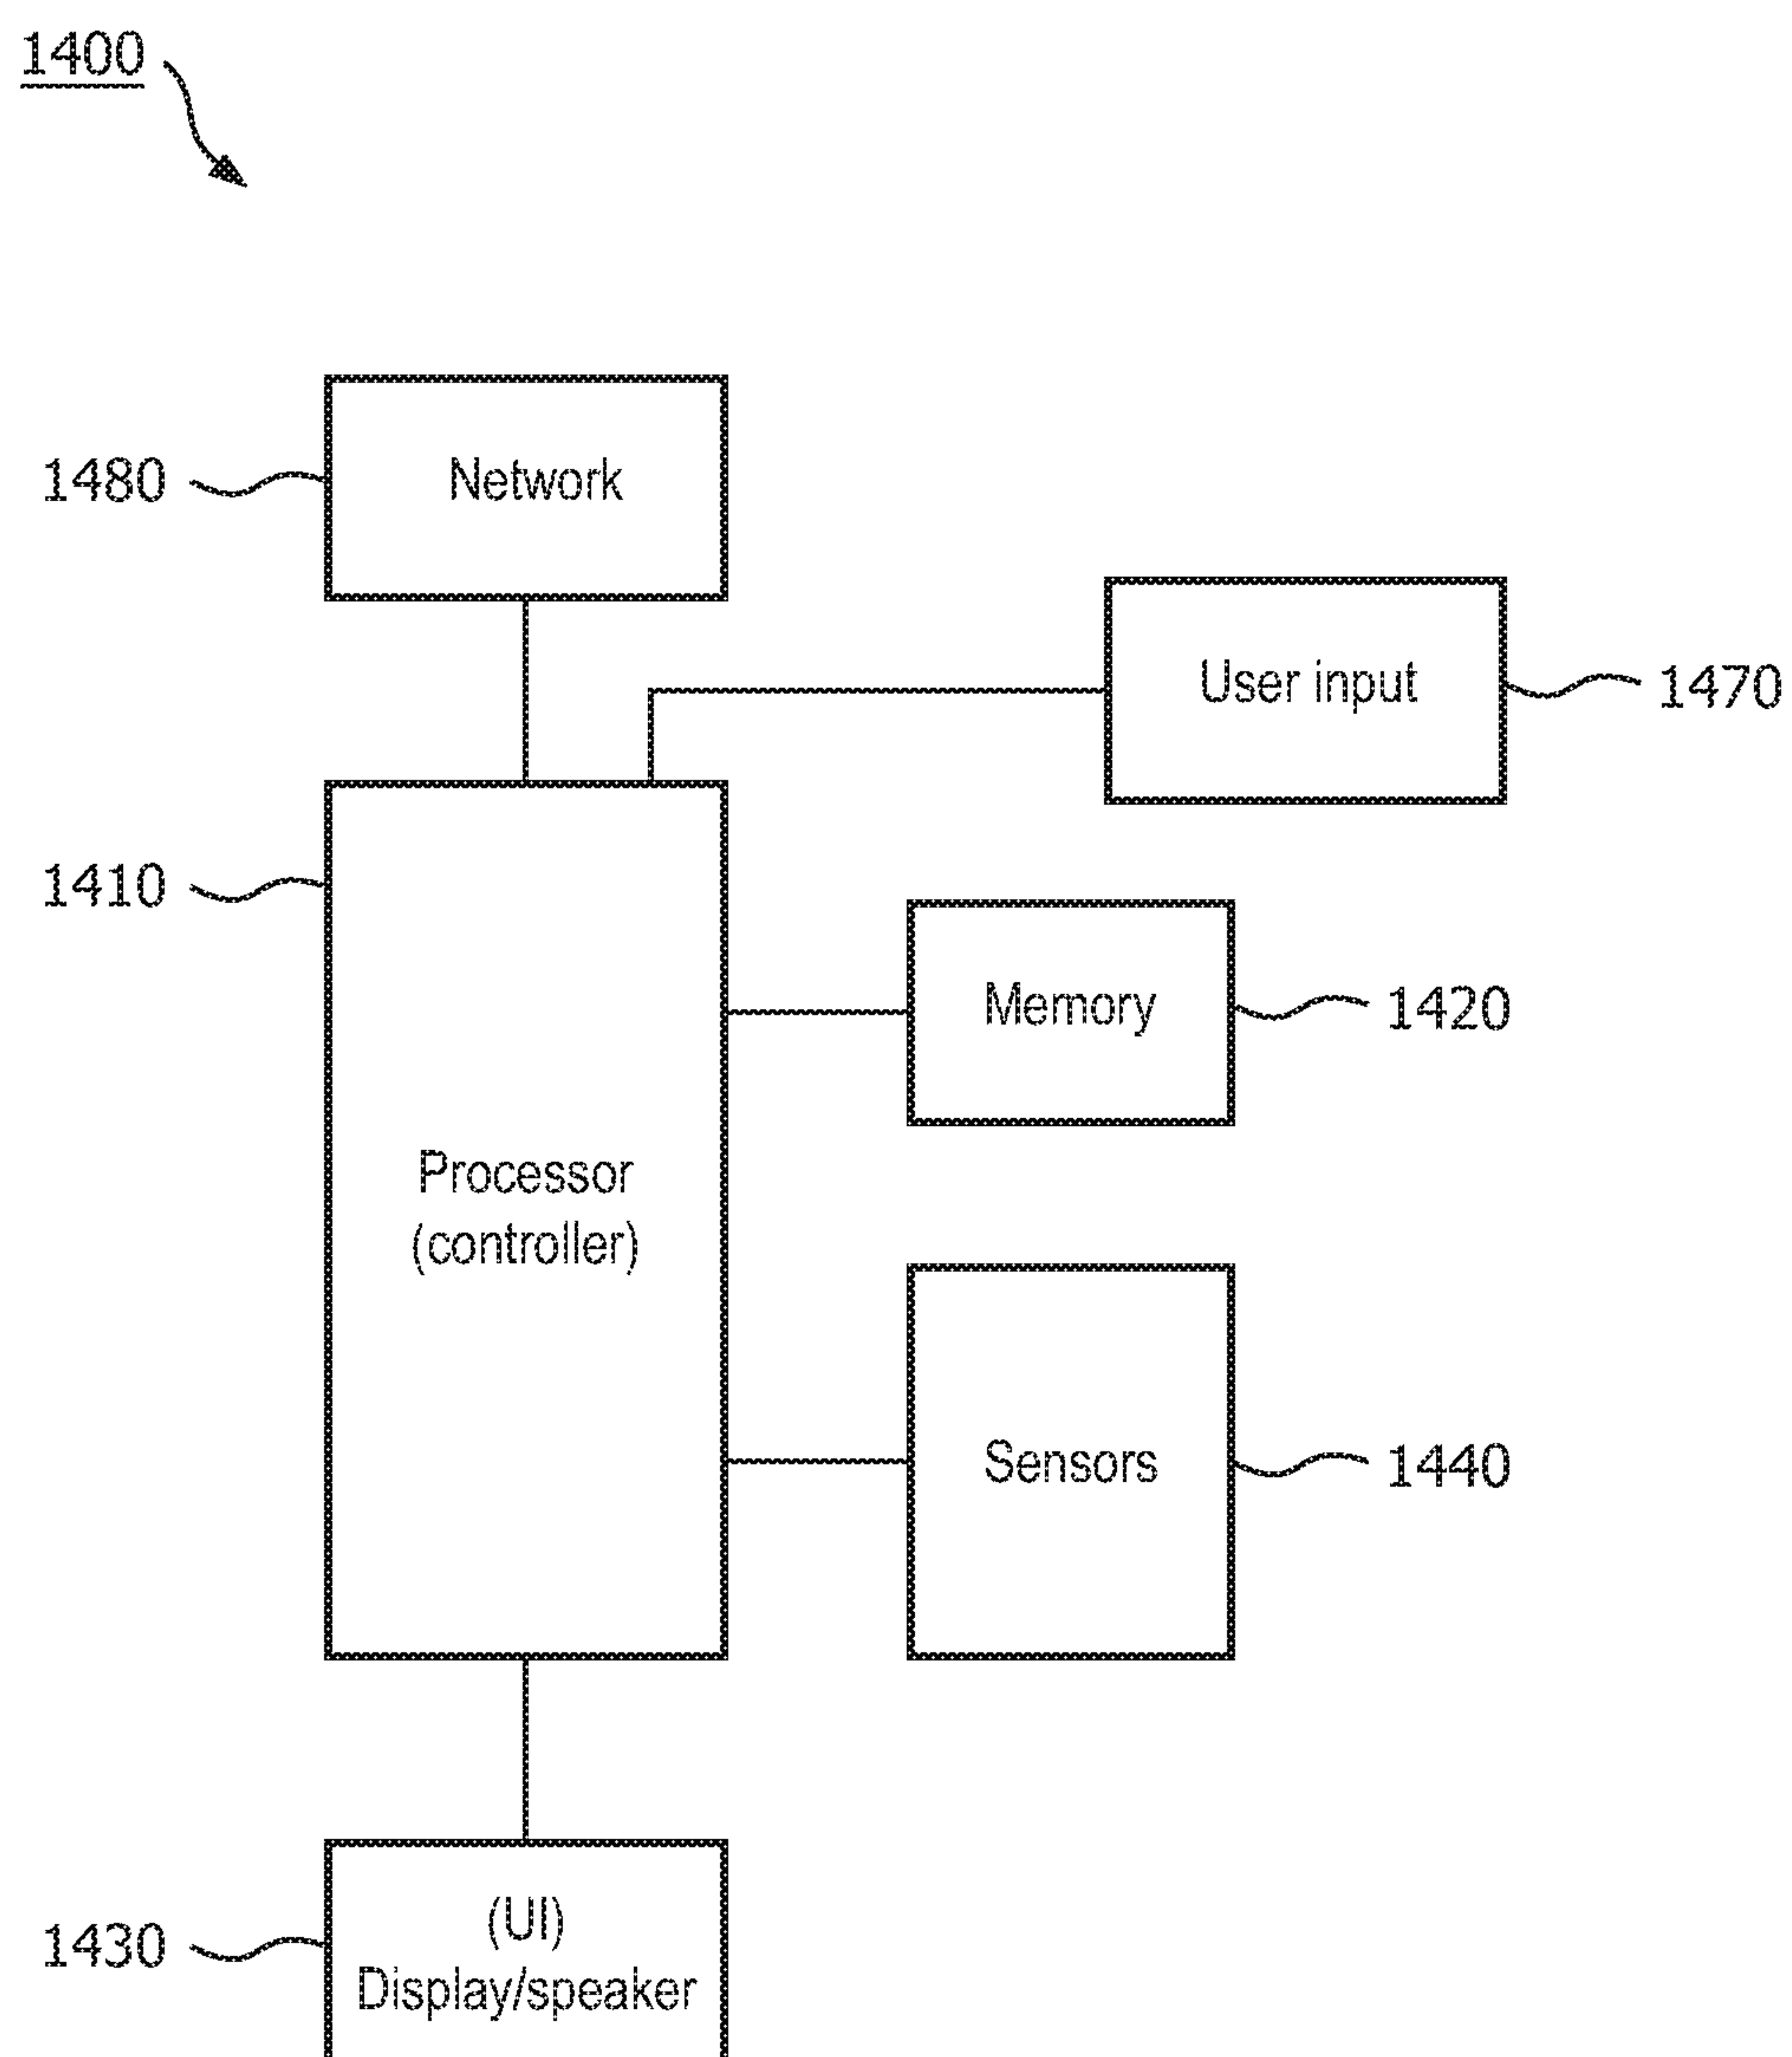 1400
1480
Network
User input
1470
1410
Memory
1420
Processor
(controller)
Sensors
1440
1430
(UI)
Display/speaker